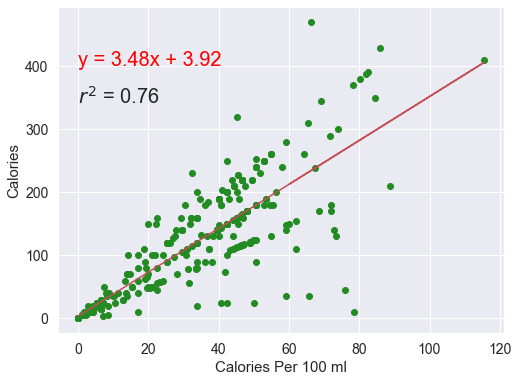 y = 3.48x + 3.92
r² = 0.76
400
300
200
100
0
Calories
0 20 40 60 80 100 120
Calories Per 100 ml